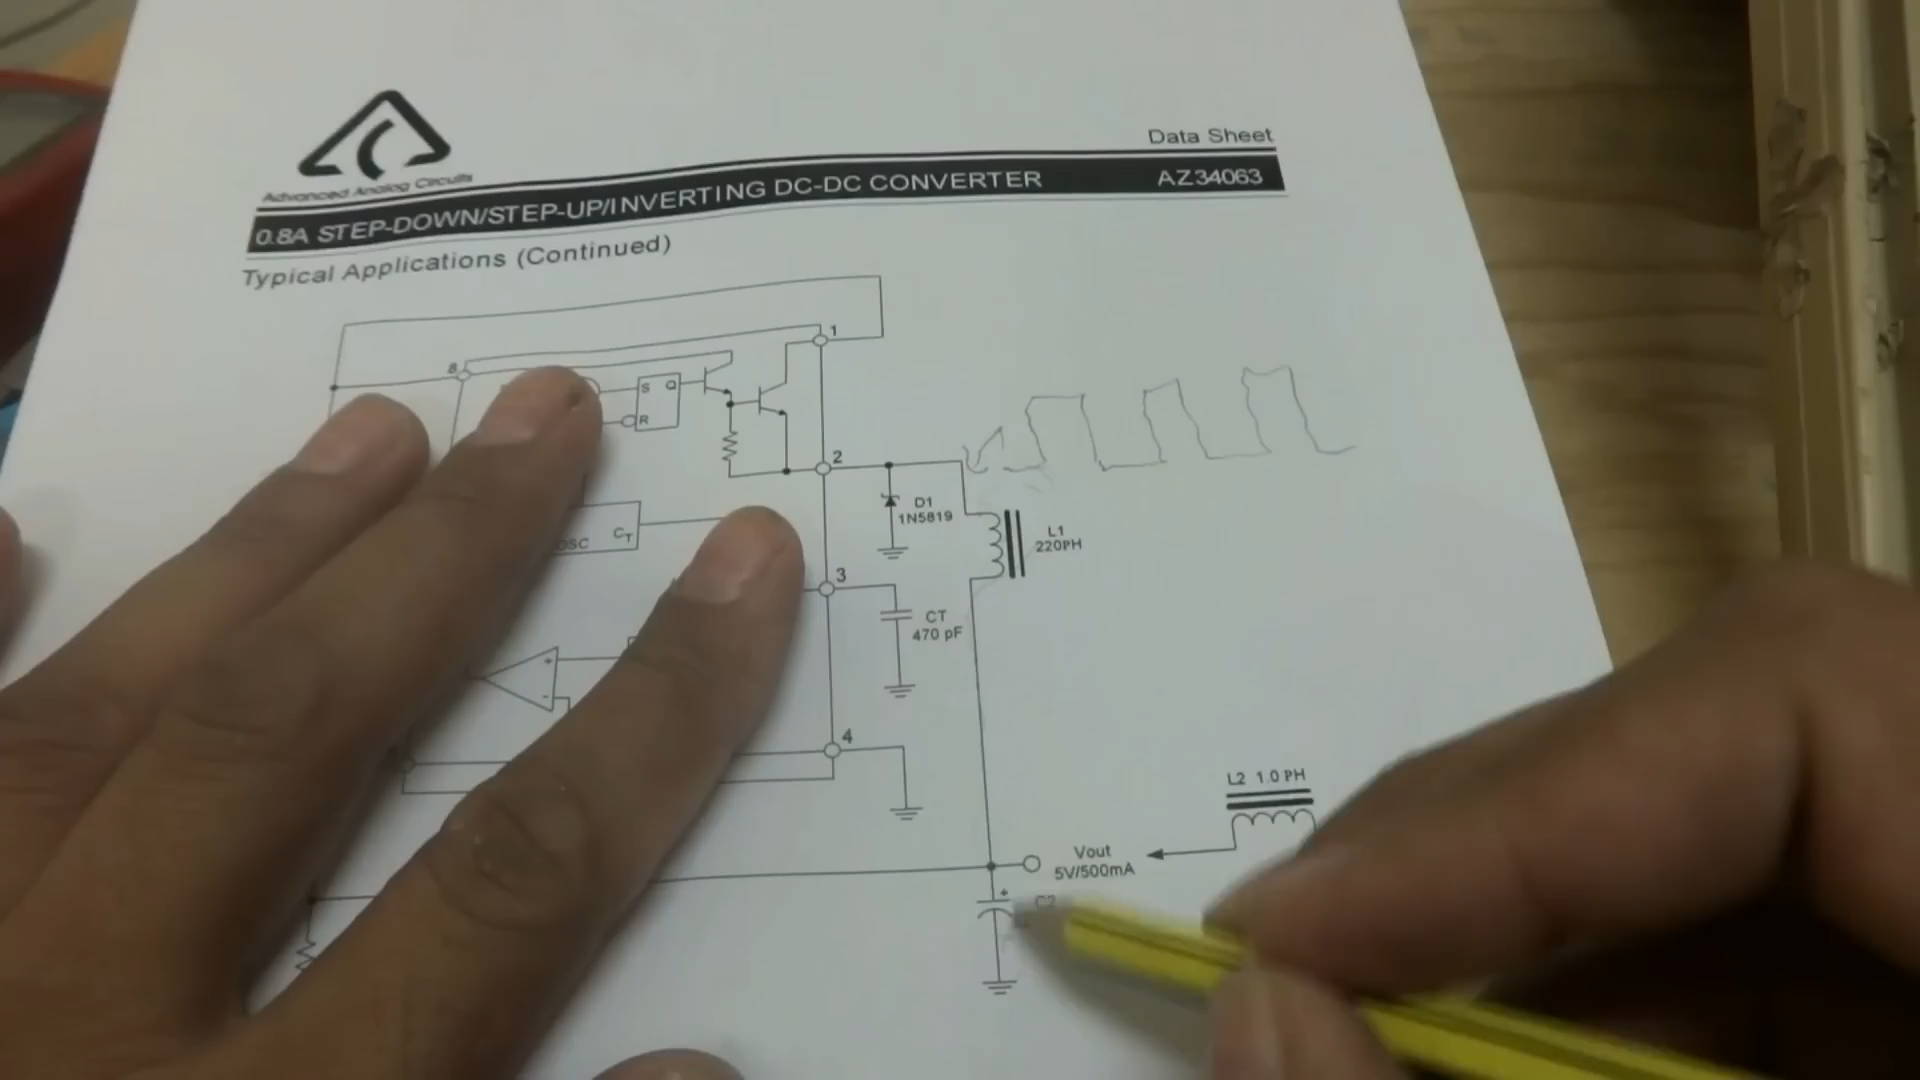 Advanced Analog Circuits
Data Sheet
0.8A STEP-DOWN/STEP-UP/INVERTING DC-DC CONVERTER AZ34063
Typical Applications (Continued)
1
8
S Q
R
2
D1
1N5819
L1
220PH
OSC CT
3
CT
470 pF
+
-
4
L2 1.0 PH
Vout
5V/500mA
+
C2